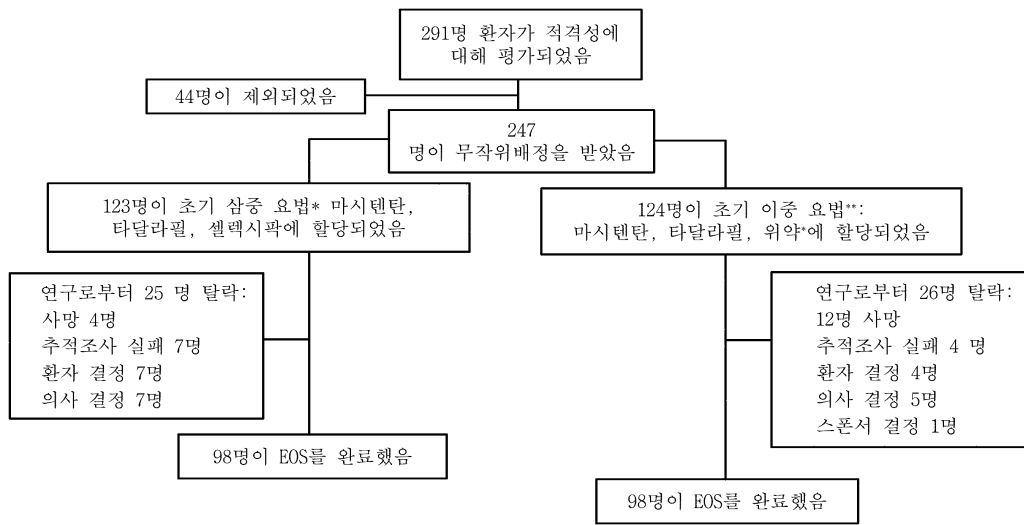 291명 환자가 적격성에
대해 평가되었음
44명이 제외되었음
247
명이 무작위배정을 받았음
123명이 초기 삼중 요법* 마시텐탄,
타달라필, 셀렉시팍에 할당되었음
124명이 초기 이중 요법**:
마시텐탄, 타달라필, 위약*에 할당되었음
연구로부터 25 명 탈락:
사망 4명
추적조사 실패 7명
환자 결정 7명
의사 결정 7명
연구로부터 26명 탈락:
12명 사망
추적조사 실패 4 명
환자 결정 4명
의사 결정 5명
스폰서 결정 1명
98명이 EOS를 완료했음
98명이 EOS를 완료했음